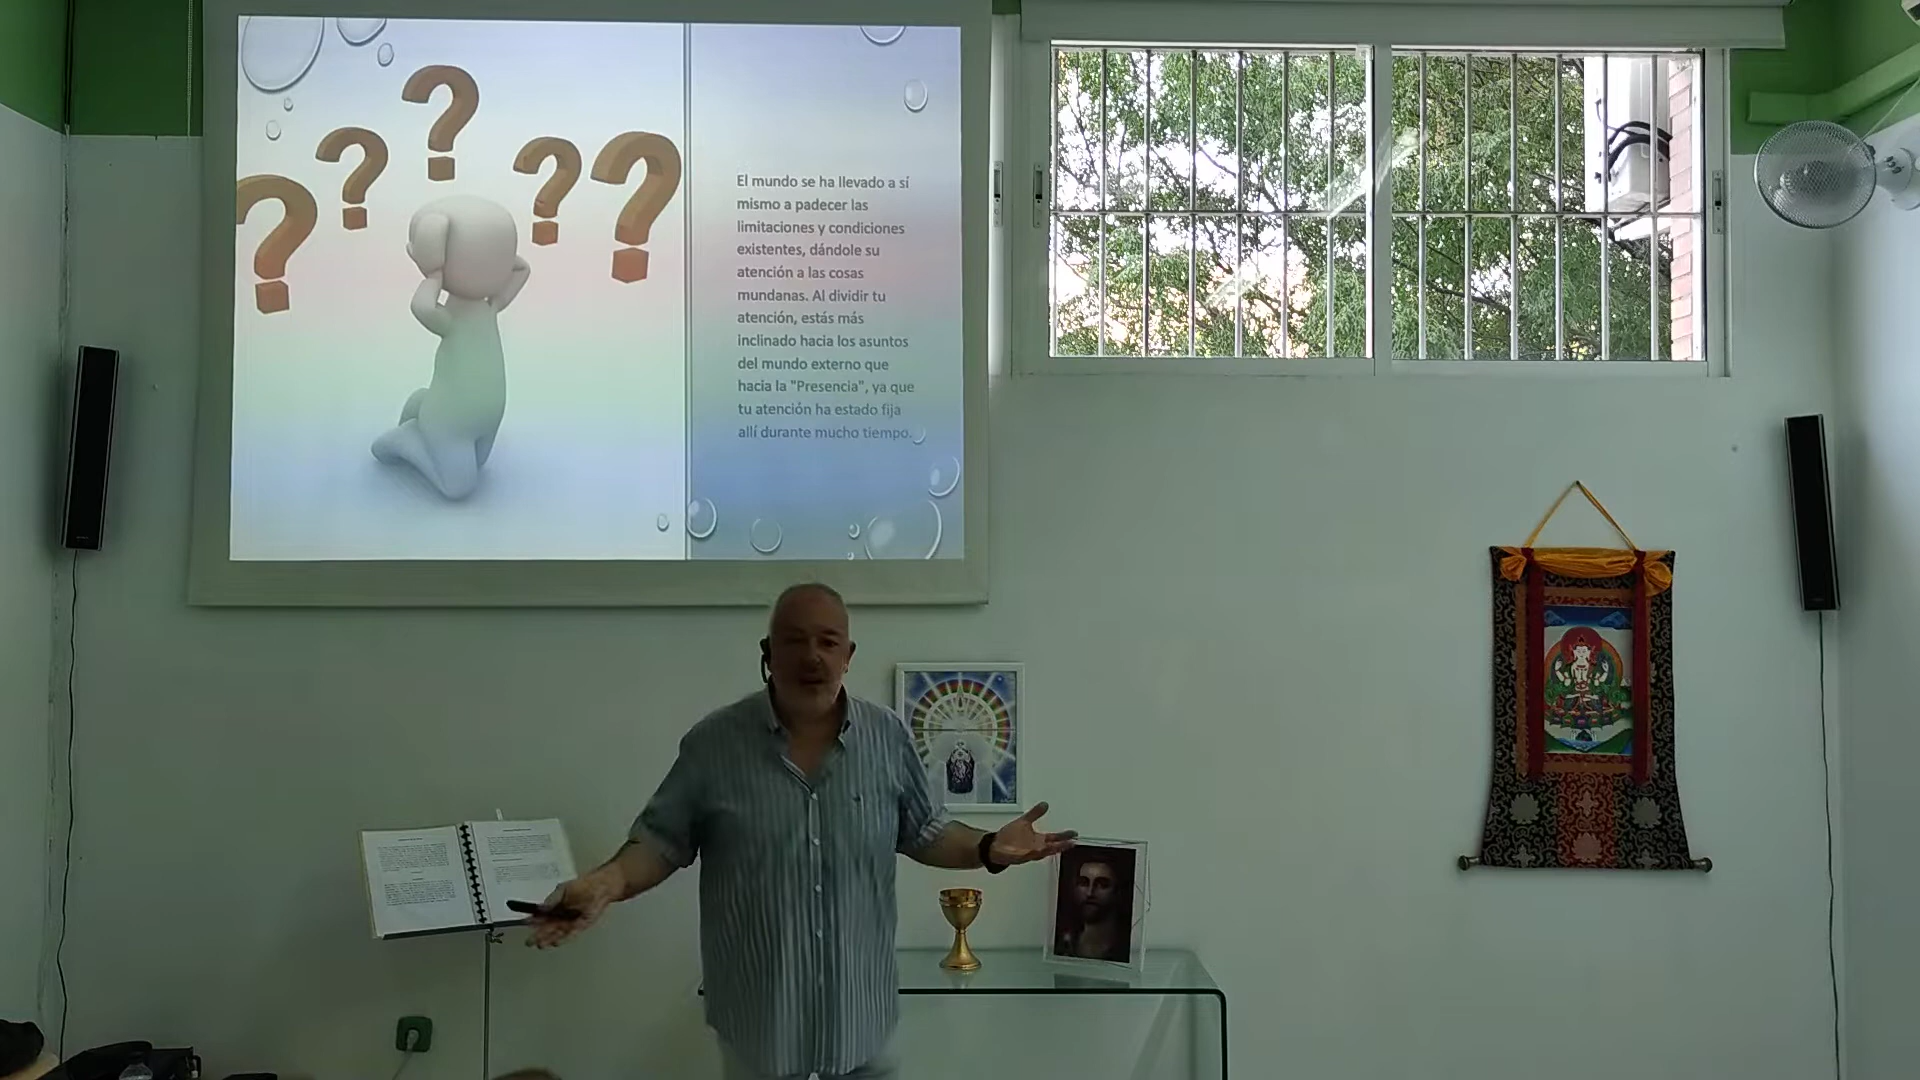 El mundo se ha llevado a sí
mismo a padecer las
limitaciones y condiciones
existentes, dándole su
atención a las cosas
mundanas. Al dividir tu
atención, estás más
inclinado hacia los asuntos
del mundo externo que
hacia la "Presencia", ya que
tu atención ha estado fija
allí durante mucho tiempo.
? ? ? ? ?